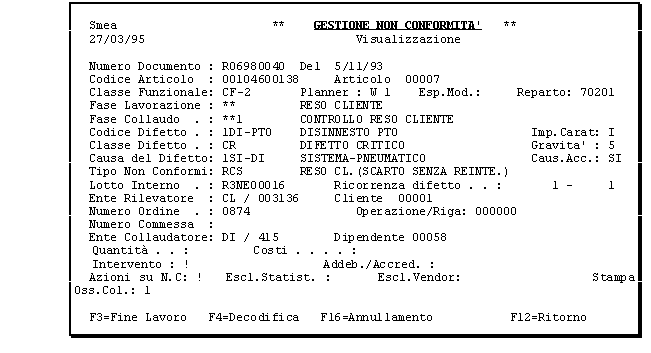 Smea ** GESTIONE NON CONFORMITA' **
27/03/95 Visualizzazione
Numero Documento : R06980040 Del 5/11/93
Codice Articolo : 00104600138 Articolo 00007
Classe Funzionale: CF-2 Planner : W 1 Esp.Mod.: Reparto: 70201
Fase Lavorazione : ** RESO CLIENTE
Fase Collaudo . : **1 CONTROLLO RESO CLIENTE
Codice Difetto . : 1DI-PTO DISINNESTO PTO Imp.Carat: I
Classe Difetto . : CR DIFETTO CRITICO Gravita' : 5
Causa del Difetto: 1SI-DI SISTEMA-PNEUMATICO Caus.Acc.: SI
Tipo Non Conformi: RCS RESO CL.(SCARTO SENZA REINTE.)
Lotto Interno . : R3NE00016 Ricorrenza difetto . . : 1 - 1
Ente Rilevatore : CL / 003136 Cliente 00001
Numero Ordine . : 0874 Operazione/Riga: 000000
Numero Commessa :
Ente Collaudatore: DI / 415 Dipendente 00058
Quantità . . : Costi . . . . :
Intervento : ! Addeb./Accred. :
Azioni su N.C: ! Escl.Statist. : Escl.Vendor: Stampa
Oss.Col.: 1
F3=Fine Lavoro F4=Decodifica F16=Annullamento F12=Ritorno